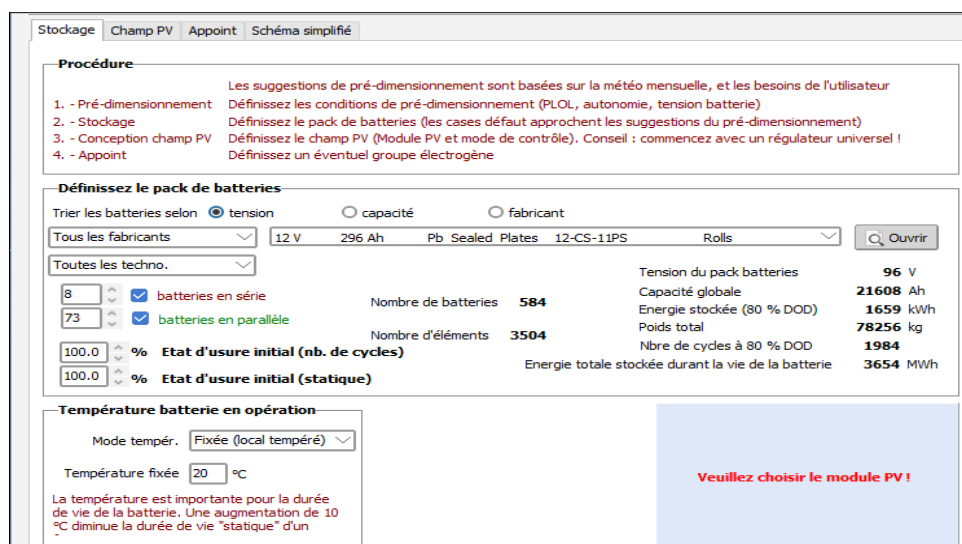 Stockage Champ PV Appoint Schéma simplifié
Procédure
Les suggestions de pré-dimensionnement sont basées sur la météo mensuelle, et les besoins de l'utilisateur
1. - Pré-dimensionnement Définissez les conditions de pré-dimensionnement (PLOL, autonomie, tension batterie)
2. - Stockage Définissez le pack de batteries (les cases défaut approchent les suggestions du pré-dimensionnement)
3. - Conception champ PV Définissez le champ PV (Module PV et mode de contrôle). Conseil : commencez avec un régulateur universel !
4. - Appoint Définissez un éventuel groupe électrogène
Définissez le pack de batteries
Trier les batteries selon tension capacité fabricant
Tous les fabricants 12 V 296 Ah Pb Sealed Plates 12-CS-11PS Rolls Ouvrir
Toutes les techno.
8 batteries en série
73 batteries en parallèle
100.0 % Etat d'usure initial (nb. de cycles)
100.0 % Etat d'usure initial (statique)
Nombre de batteries 584
Nombre d'éléments 3504
Tension du pack batteries 96 V
Capacité globale 21608 Ah
Energie stockée (80 % DOD) 1659 kWh
Poids total 78256 kg
Nbre de cycles à 80 % DOD 1984
Energie totale stockée durant la vie de la batterie 3654 MWh
Température batterie en opération
Mode tempér. Fixée (local tempéré)
Température fixée 20 °C
La température est importante pour la durée
de vie de la batterie. Une augmentation de 10
°C diminue la durée de vie "statique" d'un
Veuillez choisir le module PV !